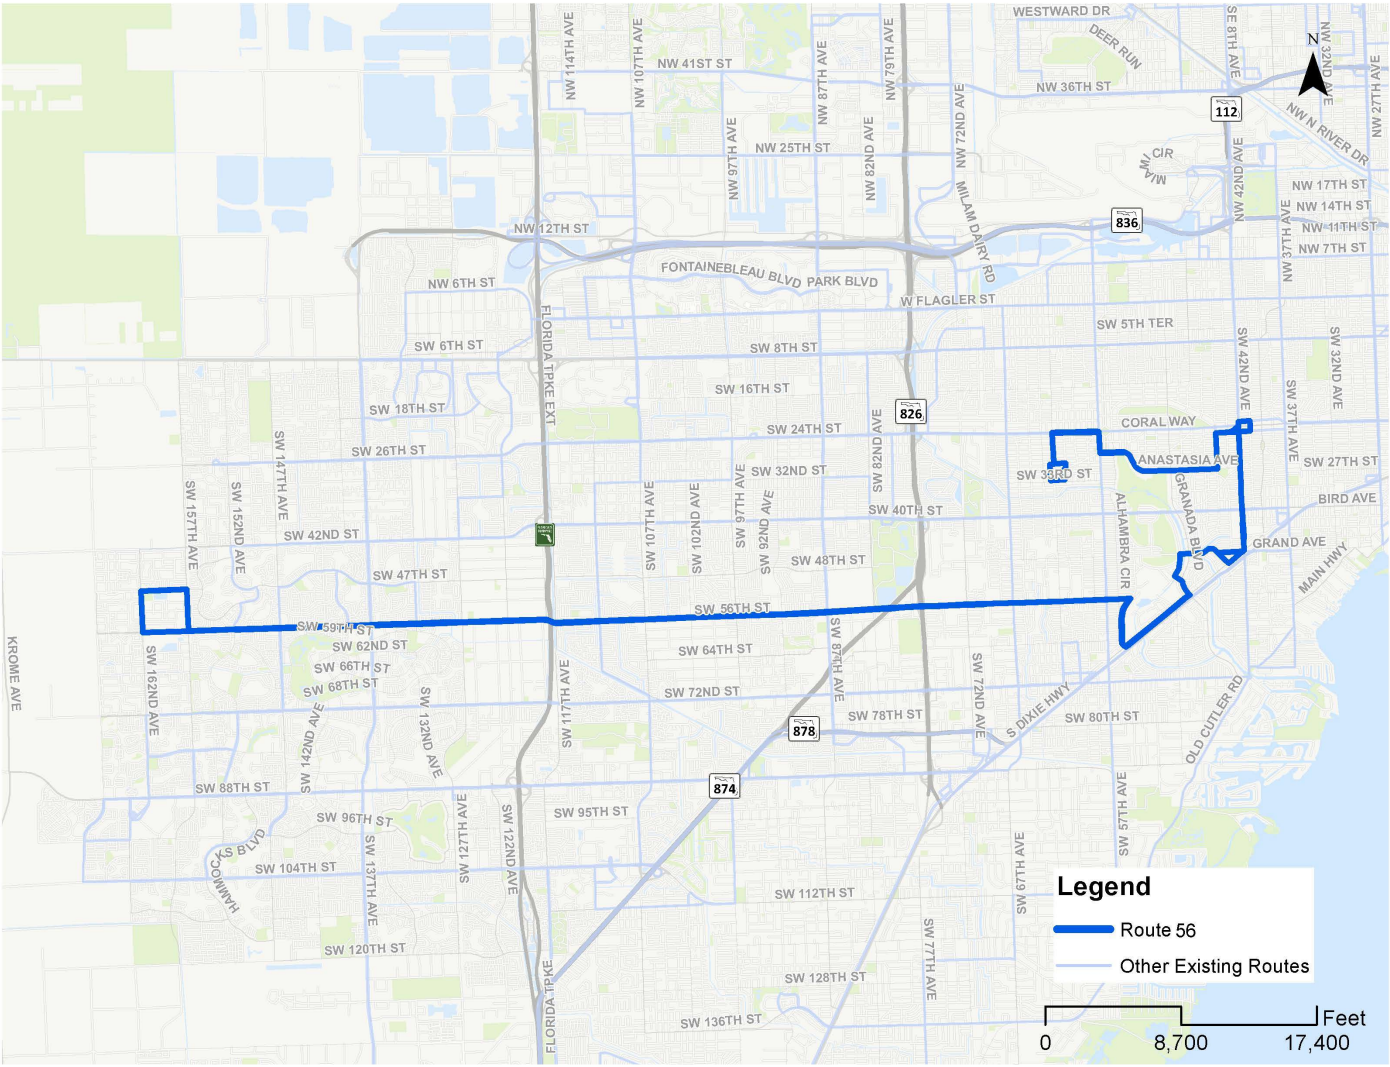 WESTWARD DR
DEER RUN
SE 8TH AVE
NW 32ND AVE
NW 27TH AVE
N
NW 114TH AVE
NW 107TH AVE
NW 41ST ST
NW 87TH AVE
NW 79TH AVE
NW 36TH ST
112
NW N RIVER DR
NW 97TH AVE
NW 25TH ST
NW 82ND AVE
NW 72ND AVE
MIAMI CIR
NW 42ND AVE
NW 17TH ST
NW 14TH ST
NW 11TH ST
NW 7TH ST
NW 37TH AVE
NW 12TH ST
836
MILAM DAIRY RD
FONTAINEBLEAU BLVD
PARK BLVD
NW 6TH ST
W FLAGLER ST
FLORIDA TPKE EXT
SW 5TH TER
SW 6TH ST
SW 8TH ST
SW 42ND AVE
SW 32ND AVE
SW 16TH ST
SW 37TH AVE
SW 18TH ST
826
SW 24TH ST
CORAL WAY
SW 26TH ST
SW 147TH AVE
SW 82ND AVE
ANASTASIA AVE
SW 27TH ST
SW 32ND ST
SW 33RD ST
SW 157TH AVE
SW 152ND AVE
SW 107TH AVE
SW 102ND AVE
SW 97TH AVE
SW 92ND AVE
ALHAMBRA CIR
GRANADA BLVD
BIRD AVE
SW 40TH ST
SW 42ND ST
GRAND AVE
MAIN HWY
SW 48TH ST
SW 47TH ST
SW 56TH ST
SW 59TH ST
SW 62ND ST
SW 64TH ST
SW 66TH ST
SW 68TH ST
KROME AVE
SW 162ND AVE
SW 142ND AVE
SW 132ND AVE
SW 117TH AVE
SW 72ND ST
SW 87TH AVE
SW 72ND AVE
S DIXIE HWY
SW 78TH ST
SW 80TH ST
OLD CUTLER RD
878
874
SW 88TH ST
SW 95TH ST
SW 96TH ST
SW 57TH AVE
HAMMOCKS BLVD
SW 104TH ST
SW 137TH AVE
SW 127TH AVE
SW 122ND AVE
SW 67TH AVE
SW 112TH ST
SW 120TH ST
SW 77TH AVE
SW 128TH ST
FLORIDA TPKE
SW 136TH ST
Legend
Route 56
Other Existing Routes
Feet
0 8,700 17,400